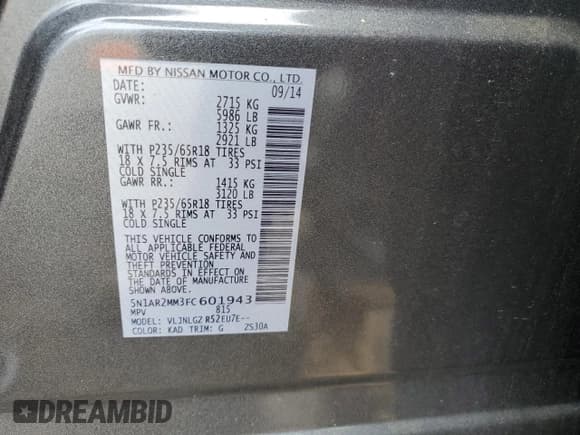 MFD BY NISSAN MOTOR CO., LTD.
DATE: 09/14
GVWR: 2715 KG
5986 LB
GAWR FR.: 1325 KG
2921 LB
WITH P235/65R18 TIRES
18 X 7.5 RIMS AT 33 PSI
COLD SINGLE
GAWR RR.: 1415 KG
3120 LB
WITH P235/65R18 TIRES
18 X 7.5 RIMS AT 33 PSI
COLD SINGLE
THIS VEHICLE CONFORMS TO
ALL APPLICABLE FEDERAL
MOTOR VEHICLE SAFETY AND
THEFT PREVENTION
STANDARDS IN EFFECT ON
THE DATE OF MANUFACTURE
SHOWN ABOVE.
5N1AR2MM3FC601943
MPV 815
MODEL: VLJNLGZ R52EU7E--
COLOR: KAD TRIM: G ZS30A
DREAMBID